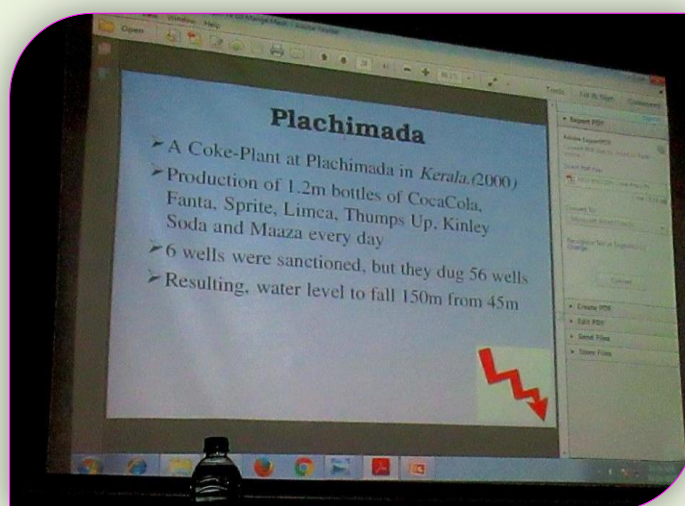 Window Help
Open
Tools Comment
Export PDF
Plachimada
➢A Coke-Plant at Plachimada in Kerala.(2000)
➢Production of 1.2m bottles of CocaCola,
Fanta, Sprite, Limca, Thumps Up, Kinley
Soda and Maaza every day
➢6 wells were sanctioned, but they dug 56 wells
➢Resulting, water level to fall 150m from 45m
Create PDF
Edit PDF
Send Files
Store Files